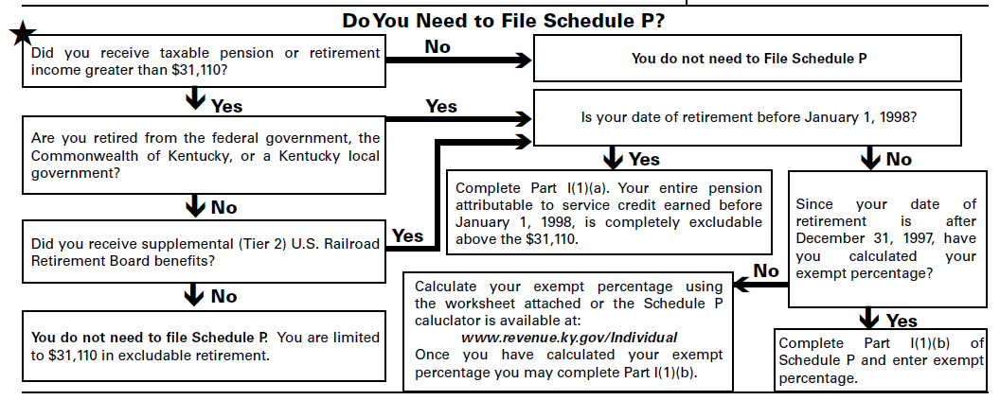 Do You Need to File Schedule P?
Did you receive taxable pension or retirement
income greater than $31,110?
No
You do not need to File Schedule P
Yes
Are you retired from the federal government, the
Commonwealth of Kentucky, or a Kentucky local
government?
Yes
Is your date of retirement before January 1, 1998?
Yes
Complete Part I(1)(a). Your entire pension
attributable to service credit earned before
January 1, 1998, is completely excludable
above the $31,110.
No
Since your date of
retirement is after
December 31, 1997, have
you calculated your
exempt percentage?
No
Did you receive supplemental (Tier 2) U.S. Railroad
Retirement Board benefits?
Yes
No
You do not need to file Schedule P. You are limited
to $31,110 in excludable retirement.
No
Calculate your exempt percentage using
the worksheet attached or the Schedule P
caluclator is available at:
www.revenue.ky.gov/Individual
Once you have calculated your exempt
percentage you may complete Part I(1)(b).
Yes
Complete Part I(1)(b) of
Schedule P and enter exempt
percentage.